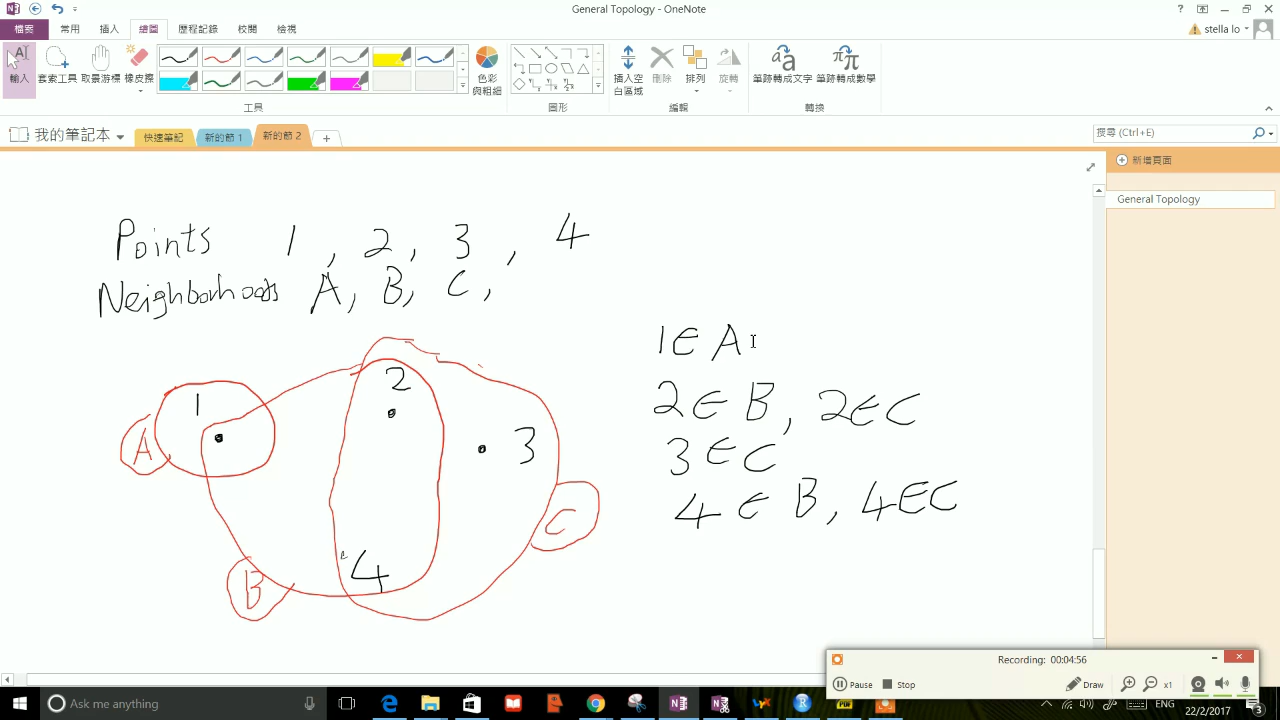 General Topology - OneNote
檔案 常用 插入 繪圖 歷程記錄 校閱 檢視
stella lo
輸入 套索工具 取景游標 橡皮擦 色彩與粗細 插入空白區域 刪除 排列 旋轉 筆跡轉成文字 筆跡轉成數學
工具 圖形 編輯 轉換
我的筆記本 快速筆記 新的節 1 新的節 2 搜尋 (Ctrl+E)
新增頁面
General Topology
Points 1, 2, 3, 4
Neighborhoods A, B, C,
1 ∈ A
2 ∈ B, 2 ∈ C
3 ∈ C
4 ∈ B, 4 ∈ C
1
2
3
4
A
B
C
Recording: 00:04:56
Pause Stop Draw x1
Ask me anything
22/2/2017
3